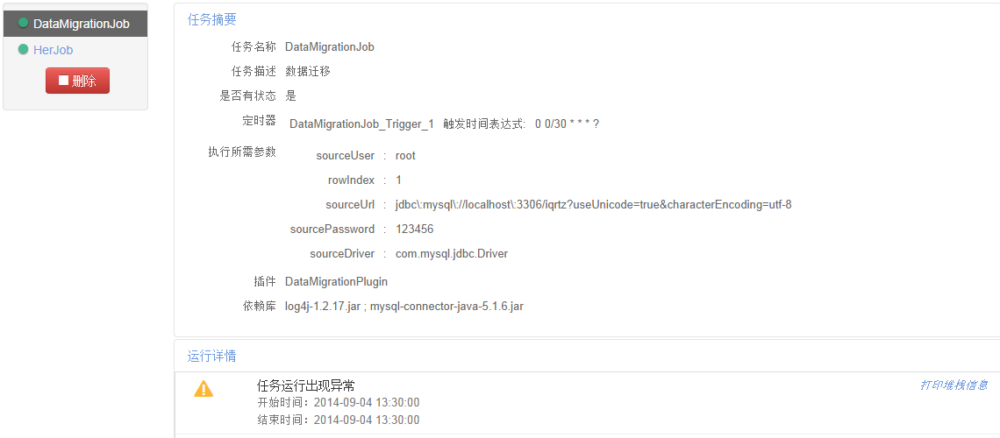 DataMigrationJob
HerJob
删除
任务摘要
任务名称 DataMigrationJob
任务描述 数据迁移
是否有状态 是
定时器 DataMigrationJob_Trigger_1 触发时间表达式: 0 0/30 * * * ?
执行所需参数 sourceUser : root
rowIndex : 1
sourceUrl : jdbc\:mysql\://localhost\:3306/iqrtz?useUnicode=true&characterEncoding=utf-8
sourcePassword : 123456
sourceDriver : com.mysql.jdbc.Driver
插件 DataMigrationPlugin
依赖库 log4j-1.2.17.jar ; mysql-connector-java-5.1.6.jar
运行详情
任务运行出现异常 打印堆栈信息
开始时间：2014-09-04 13:30:00
结束时间：2014-09-04 13:30:00